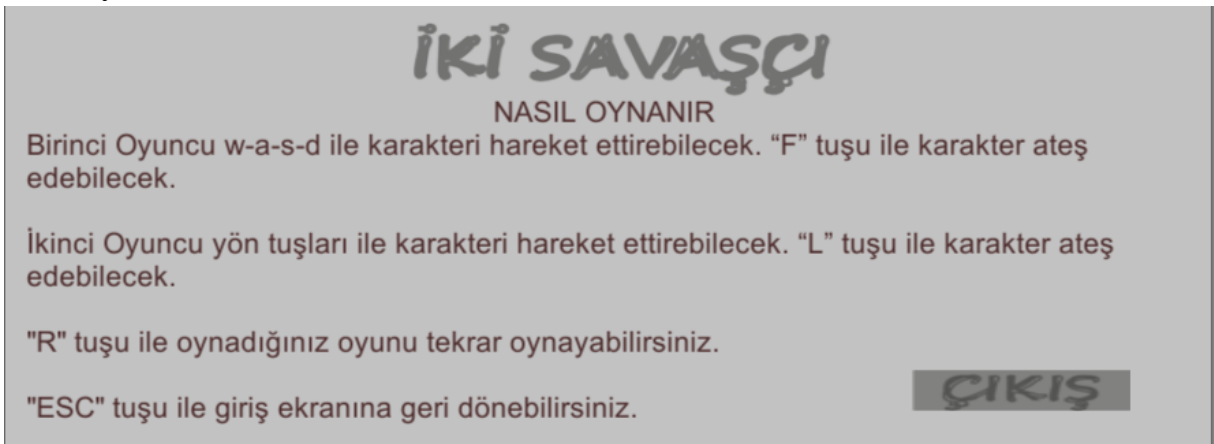 İKİ SAVAŞÇI
NASIL OYNANIR
Birinci Oyuncu w-a-s-d ile karakteri hareket ettirebilecek. “F” tuşu ile karakter ateş
edebilecek.
İkinci Oyuncu yön tuşları ile karakteri hareket ettirebilecek. “L” tuşu ile karakter ateş
edebilecek.
"R" tuşu ile oynadığınız oyunu tekrar oynayabilirsiniz.
ÇIKIŞ
"ESC" tuşu ile giriş ekranına geri dönebilirsiniz.